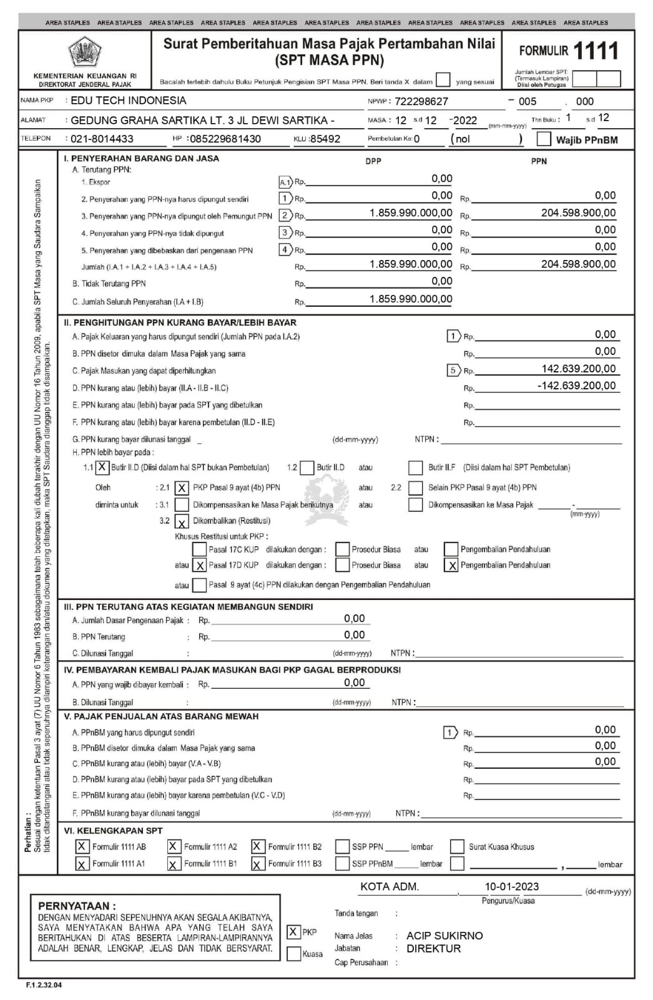 AREA STAPLES AREA STAPLES AREA STAPLES AREA STAPLES AREA STAPLES AREA STAPLES AREA STAPLES AREA STAPLES AREA STAPLES AREA STAPLES AREA STAPLES
KEMENTERIAN KEUANGAN RI
DIREKTORAT JENDERAL PAJAK
Surat Pemberitahuan Masa Pajak Pertambahan Nilai
(SPT MASA PPN)
Bacalah terlebih dahulu Buku Petunjuk Pengisian SPT Masa PPN. Beri tanda X dalam yang sesuai
FORMULIR 1111
Jumlah Lembar SPT:
(Termasuk Lampiran)
Diisi oleh Petugas
NAMA PKP : EDU TECH INDONESIA NPWP : 722298627 - 005 . 000
ALAMAT : GEDUNG GRAHA SARTIKA LT. 3 JL DEWI SARTIKA - MASA : 12 s.d 12 -2022 (mm-mm-yyyy) Thn Buku : 1 s.d 12
TELEPON : 021-8014433 HP :085229681430 KLU :85492 Pembetulan Ke: 0 (nol ) Wajib PPnBM
I. PENYERAHAN BARANG DAN JASA DPP PPN
A. Terutang PPN:
1. Ekspor A.1 Rp. 0,00
2. Penyerahan yang PPN-nya harus dipungut sendiri 1 Rp. 0,00 Rp. 0,00
3. Penyerahan yang PPN-nya dipungut oleh Pemungut PPN 2 Rp. 1.859.990.000,00 Rp. 204.598.900,00
4. Penyerahan yang PPN-nya tidak dipungut 3 Rp. 0,00 Rp. 0,00
5. Penyerahan yang dibebaskan dari pengenaan PPN 4 Rp. 0,00 Rp. 0,00
Jumlah (I.A.1 + I.A.2 + I.A.3 + I.A.4 + I.A.5) Rp. 1.859.990.000,00 Rp. 204.598.900,00
B. Tidak Terutang PPN Rp. 0,00
C. Jumlah Seluruh Penyerahan (I.A + I.B) Rp. 1.859.990.000,00
II. PENGHITUNGAN PPN KURANG BAYAR/LEBIH BAYAR
A. Pajak Keluaran yang harus dipungut sendiri (Jumlah PPN pada I.A.2) 1 Rp. 0,00
B. PPN disetor dimuka dalam Masa Pajak yang sama Rp. 0,00
C. Pajak Masukan yang dapat diperhitungkan 5 Rp. 142.639.200,00
D. PPN kurang atau (lebih) bayar (II.A - II.B - II.C) Rp. -142.639.200,00
E. PPN kurang atau (lebih) bayar pada SPT yang dibetulkan Rp.
F. PPN kurang atau (lebih) bayar karena pembetulan (II.D - II.E) Rp.
G. PPN kurang bayar dilunasi tanggal _ (dd-mm-yyyy) NTPN :
H. PPN lebih bayar pada :
1.1 X Butir II.D (Diisi dalam hal SPT bukan Pembetulan) 1.2 Butir II.D atau Butir II.F (Diisi dalam hal SPT Pembetulan)
Oleh : 2.1 X PKP Pasal 9 ayat (4b) PPN atau 2.2 Selain PKP Pasal 9 ayat (4b) PPN
diminta untuk : 3.1 Dikompensasikan ke Masa Pajak berikutnya atau Dikompensasikan ke Masa Pajak -
(mm-yyyy)
3.2 X Dikembalikan (Restitusi)
Khusus Restitusi untuk PKP :
Pasal 17C KUP dilakukan dengan : Prosedur Biasa atau Pengembalian Pendahuluan
atau X Pasal 17D KUP dilakukan dengan : Prosedur Biasa atau X Pengembalian Pendahuluan
atau Pasal 9 ayat (4c) PPN dilakukan dengan Pengembalian Pendahuluan
III. PPN TERUTANG ATAS KEGIATAN MEMBANGUN SENDIRI
A. Jumlah Dasar Pengenaan Pajak : Rp. 0,00
B. PPN Terutang : Rp. 0,00
C. Dilunasi Tanggal : (dd-mm-yyyy) NTPN :
IV. PEMBAYARAN KEMBALI PAJAK MASUKAN BAGI PKP GAGAL BERPRODUKSI
A. PPN yang wajib dibayar kembali : Rp. 0,00
B. Dilunasi Tanggal : (dd-mm-yyyy) NTPN :
V. PAJAK PENJUALAN ATAS BARANG MEWAH
A. PPnBM yang harus dipungut sendiri 1 Rp. 0,00
B. PPnBM disetor dimuka dalam Masa Pajak yang sama Rp. 0,00
C. PPnBM kurang atau (lebih) bayar (V.A - V.B) Rp. 0,00
D. PPnBM kurang atau (lebih) bayar pada SPT yang dibetulkan Rp.
E. PPnBM kurang atau (lebih) bayar karena pembetulan (V.C - V.D) Rp.
F. PPnBM kurang bayar dilunasi tanggal (dd-mm-yyyy) NTPN :
VI. KELENGKAPAN SPT
X Formulir 1111 AB X Formulir 1111 A2 X Formulir 1111 B2 SSP PPN lembar Surat Kuasa Khusus
X Formulir 1111 A1 X Formulir 1111 B1 X Formulir 1111 B3 SSP PPnBM lembar , lembar
Perhatian :
Sesuai dengan ketentuan Pasal 3 ayat (7) UU Nomor 6 Tahun 1983 sebagaimana telah beberapa kali diubah terakhir dengan UU Nomor 16 Tahun 2009, apabila SPT Masa yang Saudara Sampaikan
tidak ditandatangani atau tidak sepenuhnya dilampiri keterangan dan/atau dokumen yang ditetapkan, maka SPT Saudara dianggap tidak disampaikan.
KOTA ADM. , 10-01-2023 (dd-mm-yyyy)
Pengurus/Kuasa
PERNYATAAN :
DENGAN MENYADARI SEPENUHNYA AKAN SEGALA AKIBATNYA,
SAYA MENYATAKAN BAHWA APA YANG TELAH SAYA
BERITAHUKAN DI ATAS BESERTA LAMPIRAN-LAMPIRANNYA
ADALAH BENAR, LENGKAP, JELAS DAN TIDAK BERSYARAT.
X PKP
Kuasa
Tanda tangan :
Nama Jelas : ACIP SUKIRNO
Jabatan : DIREKTUR
Cap Perusahaan :
F.1.2.32.04